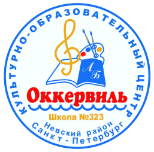 КУЛЬТУРНО-ОБРАЗОВАТЕЛЬНЫЙ ЦЕНТР
Оккервиль
Школа №323
Невский район
Санкт-Петербург